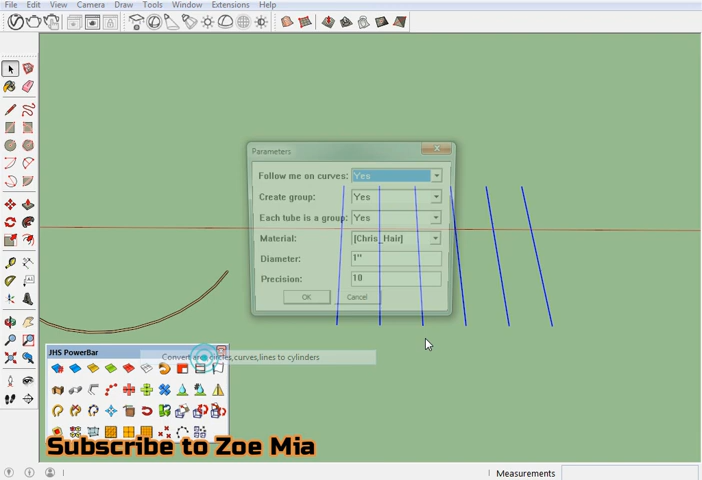 File Edit View Camera Draw Tools Window Extensions Help
Parameters
Follow me on curves: Yes
Create group: Yes
Each tube is a group: Yes
Material: [Chris_Hair]
Diameter: 1"
Precision: 10
OK Cancel
JHS PowerBar
Convert circles,curves,lines to cylinders
Subscribe to Zoe Mia
Measurements